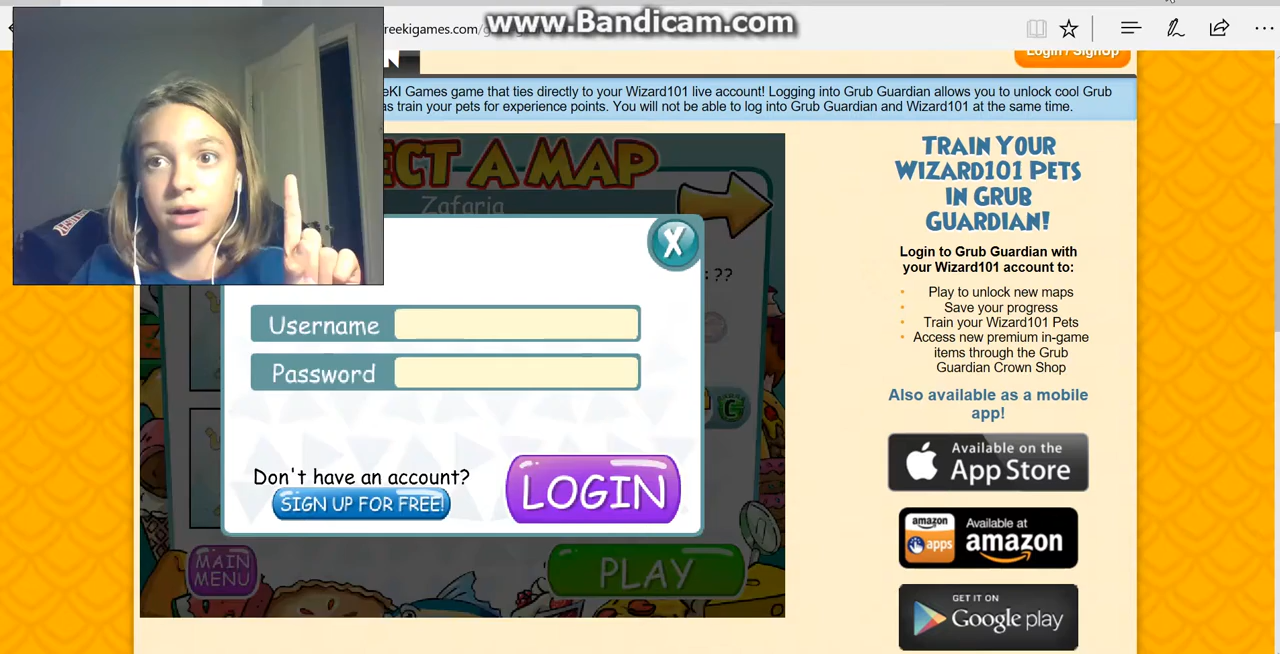 www.Bandicam.com
reekigames.com/g
N
Login / SignUp
eKI Games game that ties directly to your Wizard101 live account! Logging into Grub Guardian allows you to unlock cool Grub
as train your pets for experience points. You will not be able to log into Grub Guardian and Wizard101 at the same time.
ECT A MAP
Zafaria
: ??
X
Username
Password
Don't have an account?
SIGN UP FOR FREE!
LOGIN
MAIN
MENU
PLAY
TRAIN YOUR
WIZARD101 PETS
IN GRUB
GUARDIAN!
Login to Grub Guardian with
your Wizard101 account to:
• Play to unlock new maps
• Save your progress
• Train your Wizard101 Pets
• Access new premium in-game
items through the Grub
Guardian Crown Shop
Also available as a mobile
app!
Available on the
App Store
amazon
apps
Available at
amazon
GET IT ON
Google play